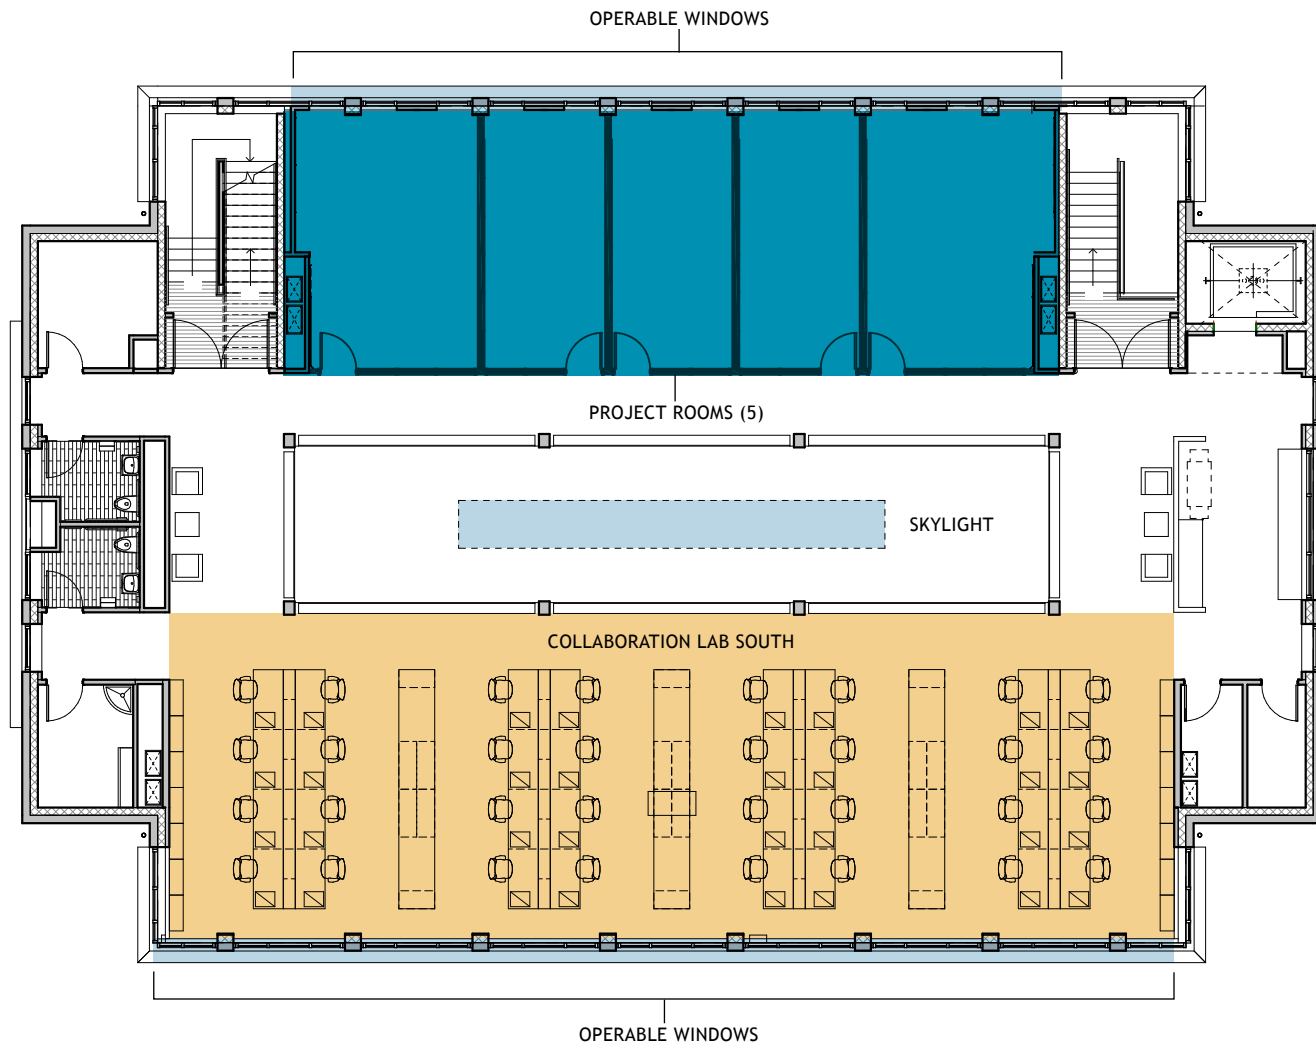 OPERABLE WINDOWS
PROJECT ROOMS (5)
SKYLIGHT
COLLABORATION LAB SOUTH
OPERABLE WINDOWS